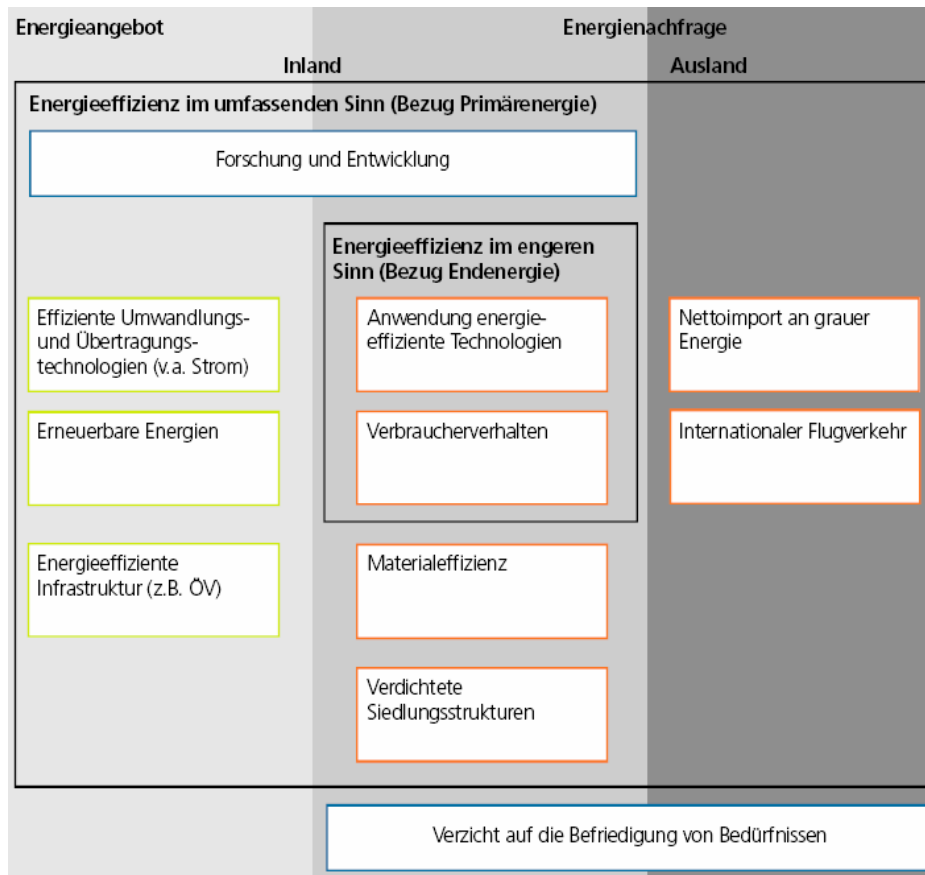 Energieangebot
Energienachfrage
Inland
Ausland
Energieeffizienz im umfassenden Sinn (Bezug Primärenergie)
Forschung und Entwicklung
Energieeffizienz im engeren
Sinn (Bezug Endenergie)
Effiziente Umwandlungs-
und Übertragungs-
technologien (v.a. Strom)
Anwendung energie-
effiziente Technologien
Nettoimport an grauer
Energie
Erneuerbare Energien
Verbraucherverhalten
Internationaler Flugverkehr
Energieeffiziente
Infrastruktur (z.B. ÖV)
Materialeffizienz
Verdichtete
Siedlungsstrukturen
Verzicht auf die Befriedigung von Bedürfnissen